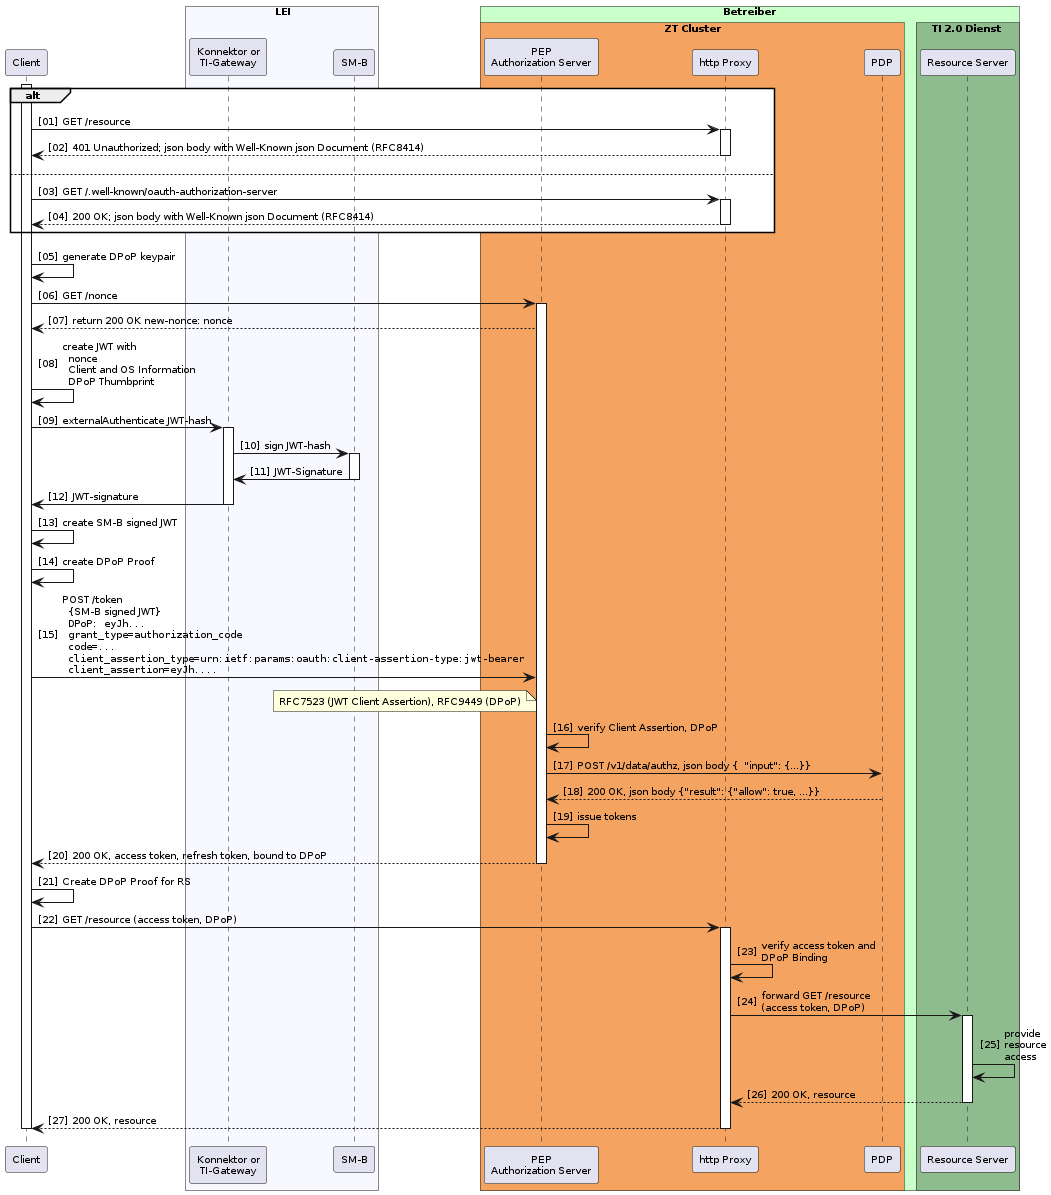 LEI
Betreiber
ZT Cluster
TI 2.0 Dienst
Client
Konnektor or
TI-Gateway
SM-B
PEP
Authorization Server
http Proxy
PDP
Resource Server
alt
[01] GET /resource
[02] 401 Unauthorized; json body with Well-Known json Document (RFC8414)
[03] GET /.well-known/oauth-authorization-server
[04] 200 OK; json body with Well-Known json Document (RFC8414)
[05] generate DPoP keypair
[06] GET /nonce
[07] return 200 OK new-nonce: nonce
create JWT with
nonce
[08]
Client and OS Information
DPoP Thumbprint
[09] externalAuthenticate JWT-hash
[10] sign JWT-hash
[11] JWT-Signature
[12] JWT-signature
[13] create SM-B signed JWT
[14] create DPoP Proof
POST /token
{SM-B signed JWT}
DPoP: eyJh...
[15] grant_type=authorization_code
code=...
client_assertion_type=urn:ietf:params:oauth:client-assertion-type:jwt-bearer
client_assertion=eyJh....
RFC7523 (JWT Client Assertion), RFC9449 (DPoP)
[16] verify Client Assertion, DPoP
[17] POST /v1/data/authz, json body { "input": {...}}
[18] 200 OK, json body {"result": {"allow": true, ...}}
[19] issue tokens
[20] 200 OK, access token, refresh token, bound to DPoP
[21] Create DPoP Proof for RS
[22] GET /resource (access token, DPoP)
[23] verify access token and
DPoP Binding
[24] forward GET /resource
(access token, DPoP)
provide
[25] resource
access
[26] 200 OK, resource
[27] 200 OK, resource
Client
Konnektor or
TI-Gateway
SM-B
PEP
Authorization Server
http Proxy
PDP
Resource Server